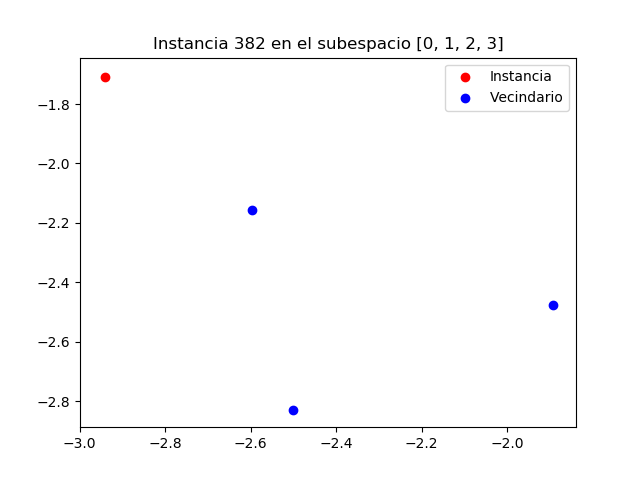 Instancia 382 en el subespacio [0, 1, 2, 3]
Instancia
Vecindario
−1.8
−2.0
−2.2
−2.4
−2.6
−2.8
−3.0 −2.8 −2.6 −2.4 −2.2 −2.0